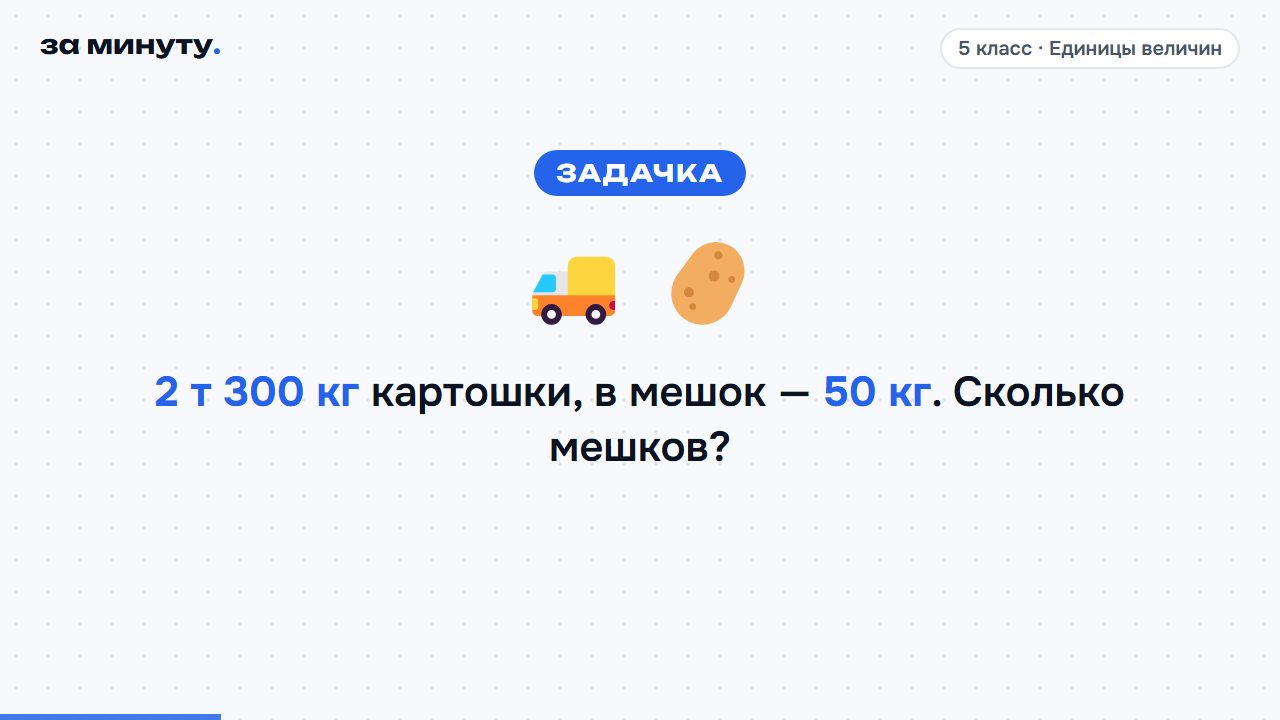 за минуту.
5 класс · Единицы величин
ЗАДАЧКА
2 т 300 кг картошки, в мешок — 50 кг. Сколько
мешков?